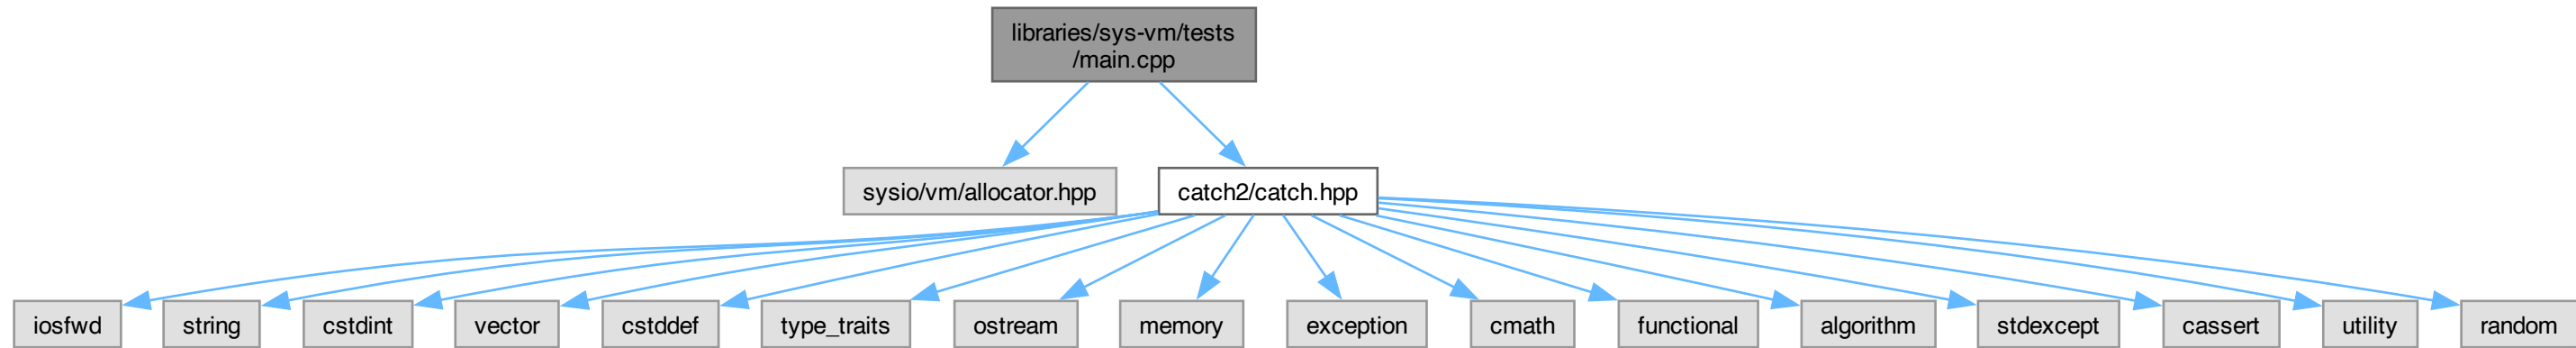 libraries/sys-vm/tests
/main.cpp
sysio/vm/allocator.hpp
catch2/catch.hpp
iosfwd
string
cstdint
vector
cstddef
type_traits
ostream
memory
exception
cmath
functional
algorithm
stdexcept
cassert
utility
random